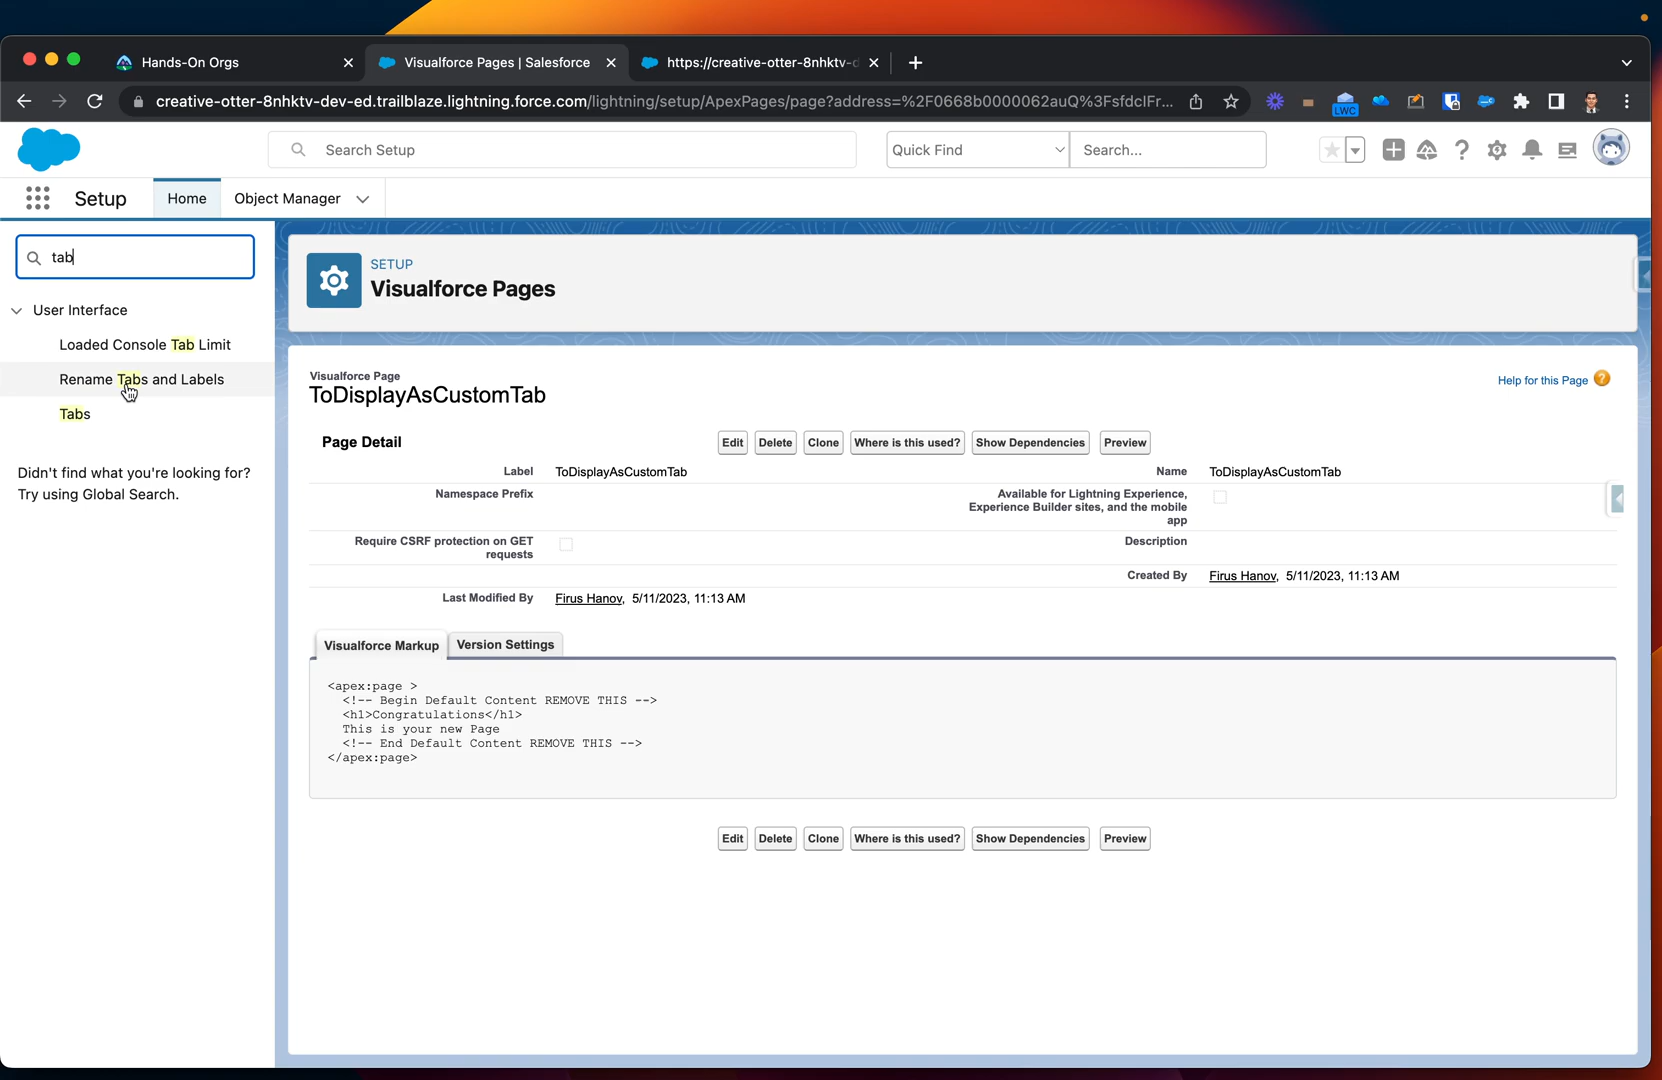 Hands-On Orgs
Visualforce Pages | Salesforce
https://creative-otter-8nhktv-d
creative-otter-8nhktv-dev-ed.trailblaze.lightning.force.com/lightning/setup/ApexPages/page?address=%2F0668b0000062auQ%3FsfdcIFr...
LWC
Search Setup
Quick Find
Search...
Setup
Home
Object Manager
tab
User Interface
Loaded Console Tab Limit
Rename Tabs and Labels
Tabs
Didn't find what you're looking for?
Try using Global Search.
SETUP
Visualforce Pages
Visualforce Page
ToDisplayAsCustomTab
Help for this Page
Page Detail
Edit Delete Clone Where is this used? Show Dependencies Preview
Label ToDisplayAsCustomTab
Name ToDisplayAsCustomTab
Namespace Prefix
Available for Lightning Experience,
Experience Builder sites, and the mobile
app
Require CSRF protection on GET
requests
Description
Created By Firus Hanov, 5/11/2023, 11:13 AM
Last Modified By Firus Hanov, 5/11/2023, 11:13 AM
Visualforce Markup
Version Settings
<apex:page >
<!-- Begin Default Content REMOVE THIS -->
<h1>Congratulations</h1>
This is your new Page
<!-- End Default Content REMOVE THIS -->
</apex:page>
Edit Delete Clone Where is this used? Show Dependencies Preview